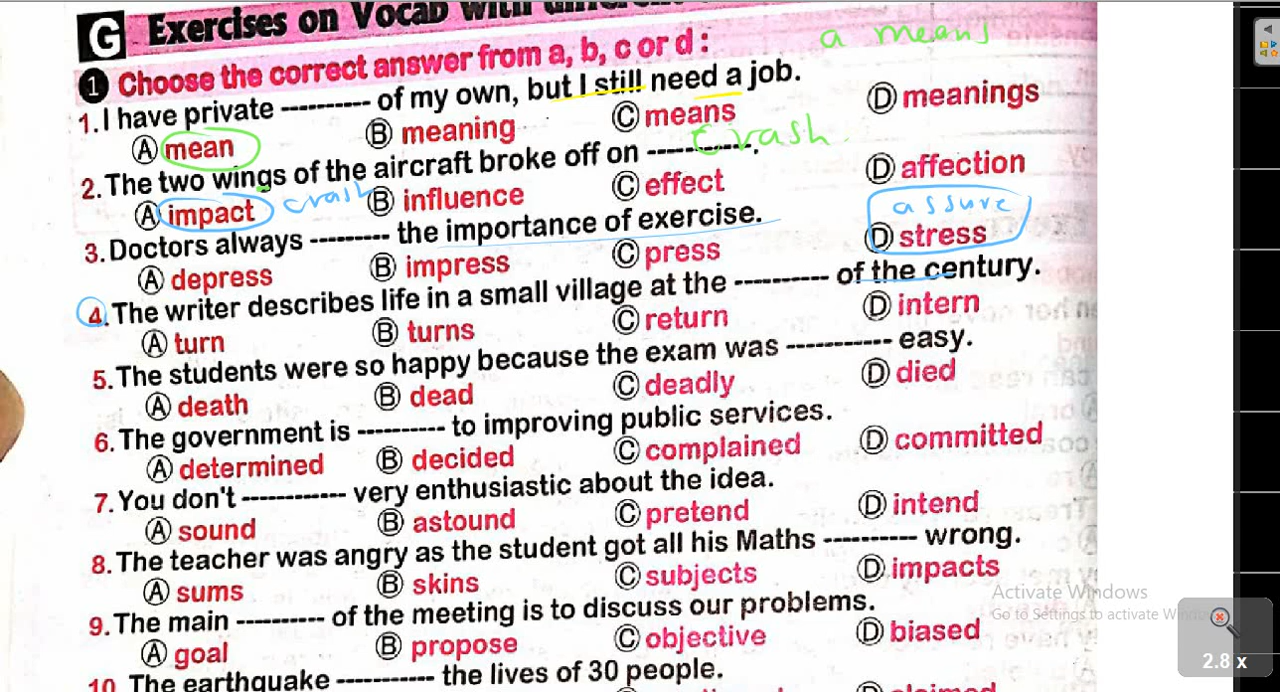 G Exercises on Vocab with
a means
1 Choose the correct answer from a, b, c or d :
1. I have private ---------- of my own, but I still need a job.
A mean B meaning C means D meanings
crash
2. The two wings of the aircraft broke off on ----------.
A impact crash B influence C effect D affection
assure
3. Doctors always --------- the importance of exercise.
A depress B impress C press D stress
4. The writer describes life in a small village at the ---------- of the century.
A turn B turns C return D intern
5. The students were so happy because the exam was ----------- easy.
A death B dead C deadly D died
6. The government is ---------- to improving public services.
A determined B decided C complained D committed
7. You don't ------------ very enthusiastic about the idea.
A sound B astound C pretend D intend
8. The teacher was angry as the student got all his Maths ---------- wrong.
A sums B skins C subjects D impacts
9. The main ---------- of the meeting is to discuss our problems.
A goal B propose C objective D biased
10. The earthquake ----------- the lives of 30 people.
D claimed
Activate Windows
Go to Settings to activate
2.8 x